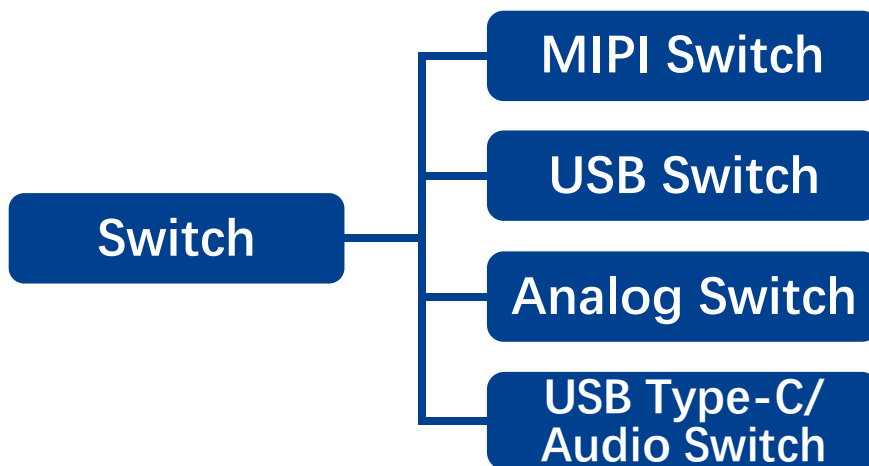 MIPI Switch
USB Switch
Switch
Analog Switch
USB Type-C/
Audio Switch